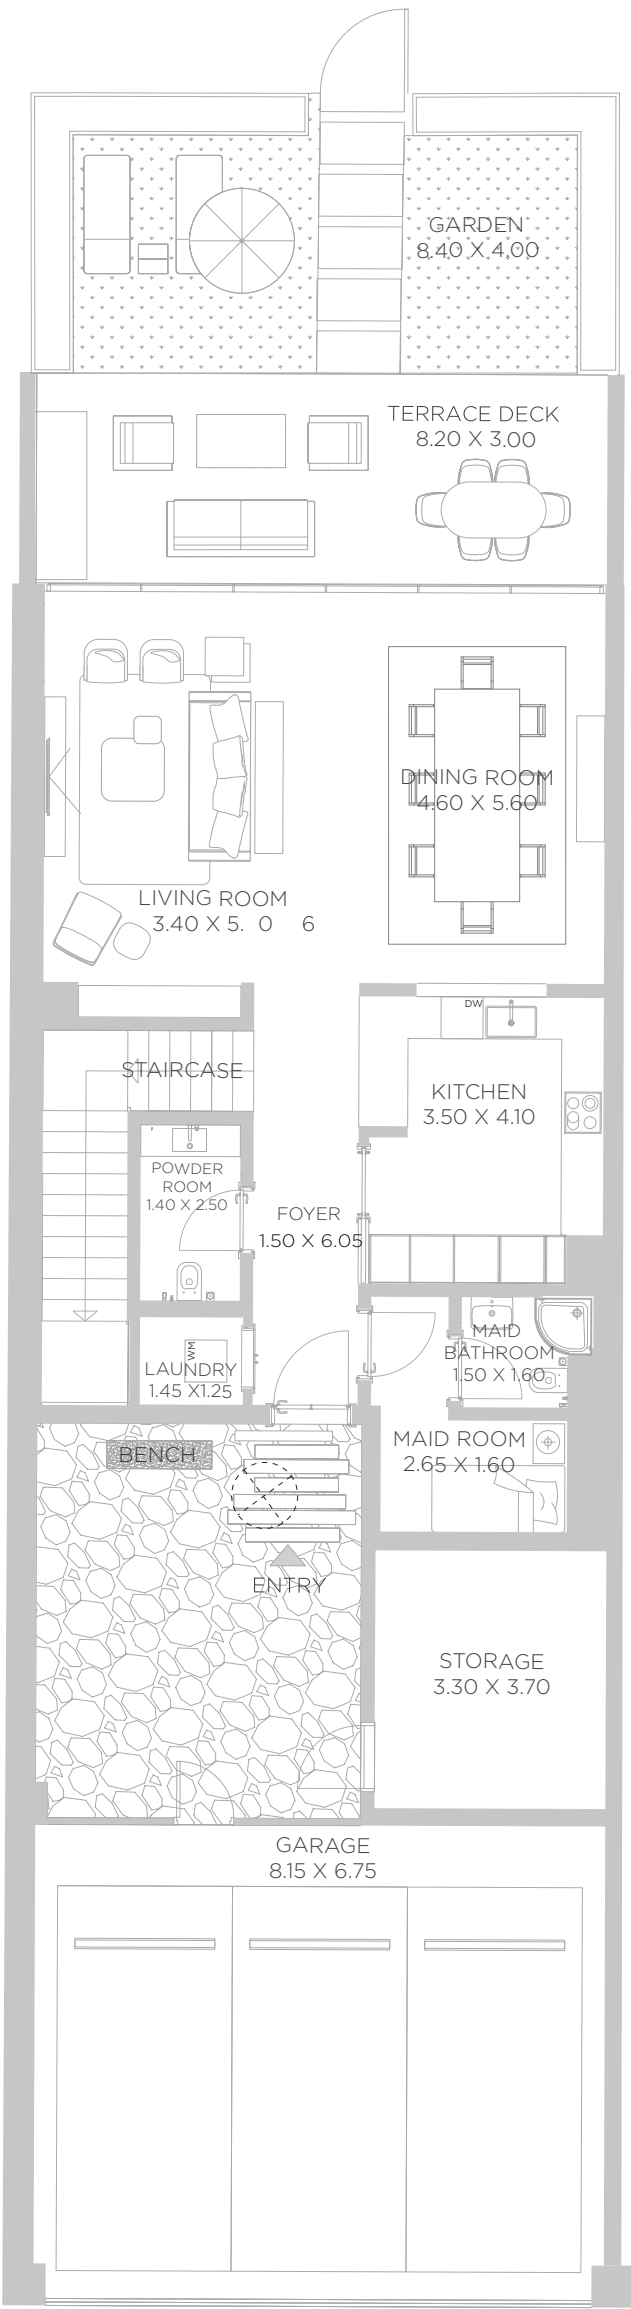 GARDEN
8.40 X 4.00
TERRACE DECK
8.20 X 3.00
DINING ROOM
4.60 X 5.60
LIVING ROOM
3.40 X 5. 0 6
DW
STAIRCASE
KITCHEN
3.50 X 4.10
POWDER
ROOM
1.40 X 2.50
FOYER
1.50 X 6.05
MAID
BATHROOM
1.50 X 1.60
WM
LAUNDRY
1.45 X1.25
MAID ROOM
2.65 X 1.60
BENCH
ENTRY
STORAGE
3.30 X 3.70
GARAGE
8.15 X 6.75